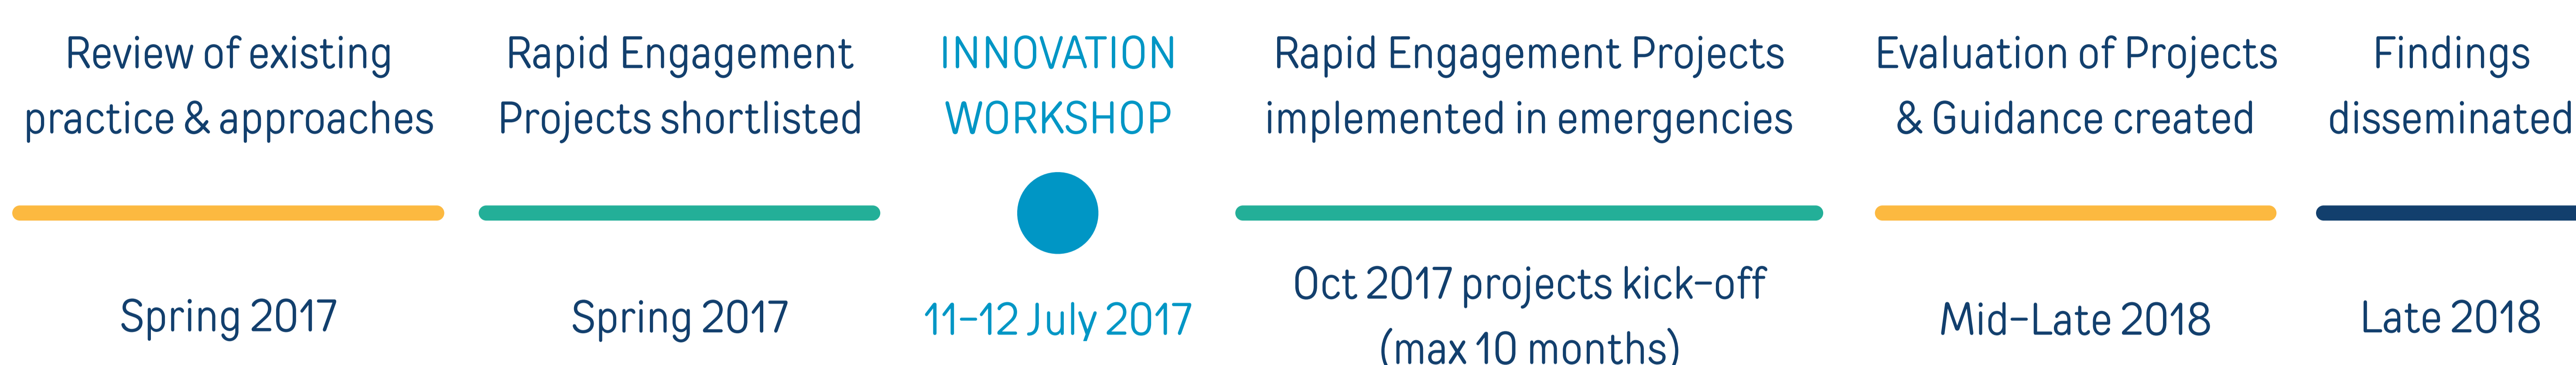 Review of existing
practice & approaches
Spring 2017
Rapid Engagement
Projects shortlisted
Spring 2017
INNOVATION
WORKSHOP
11-12 July 2017
Rapid Engagement Projects
implemented in emergencies
Oct 2017 projects kick-off
(max 10 months)
Evaluation of Projects
& Guidance created
Mid-Late 2018
Findings
disseminated
Late 2018